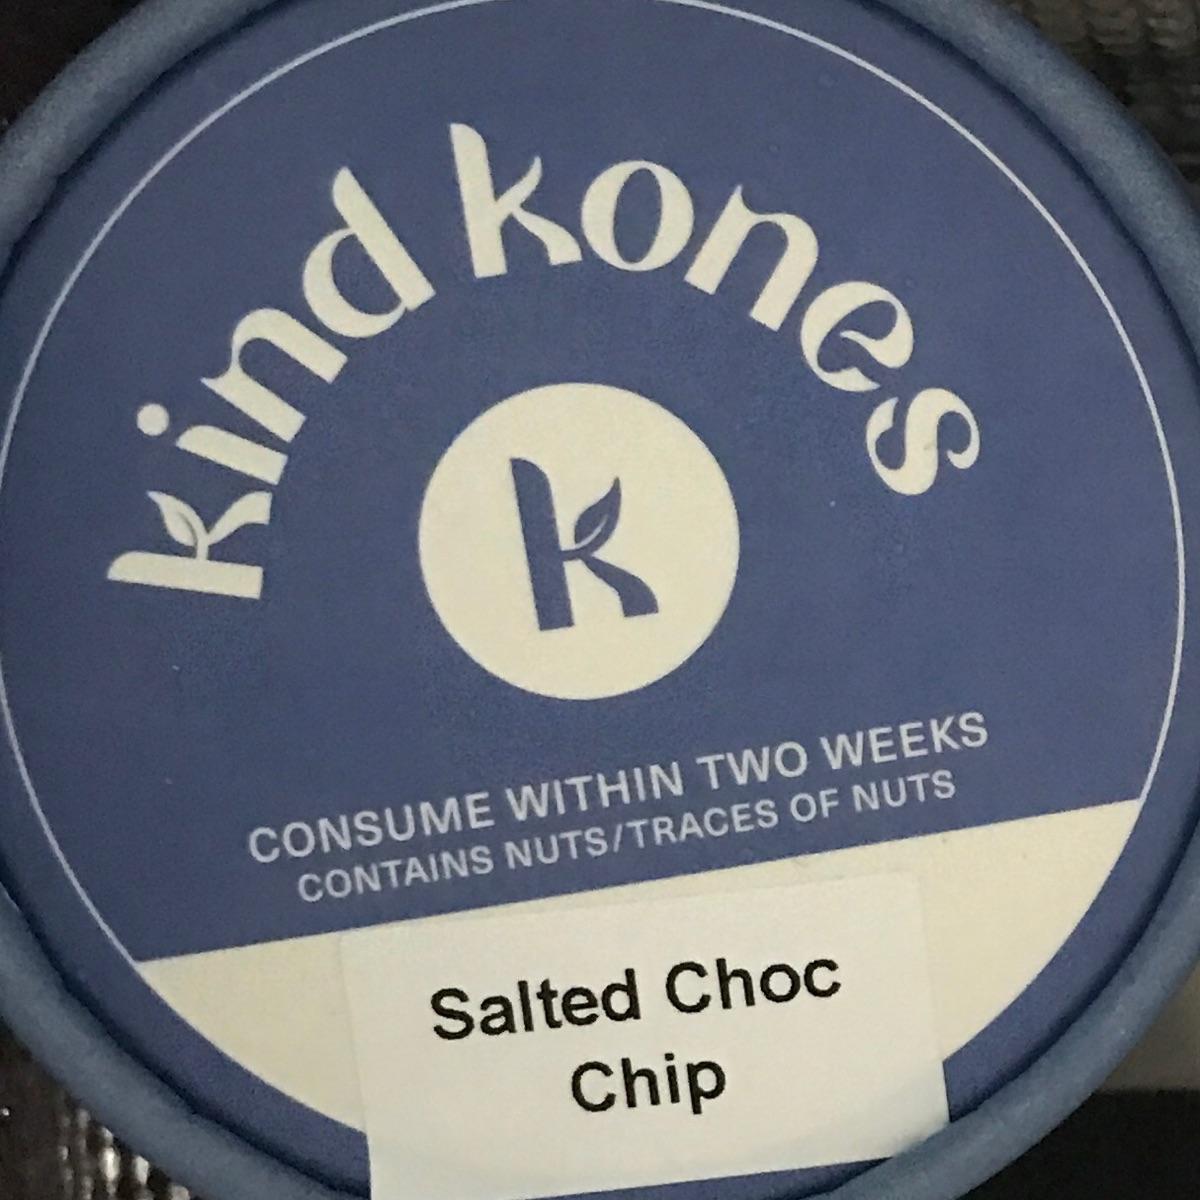 kind kones
k
CONSUME WITHIN TWO WEEKS
CONTAINS NUTS/TRACES OF NUTS
Salted Choc
Chip